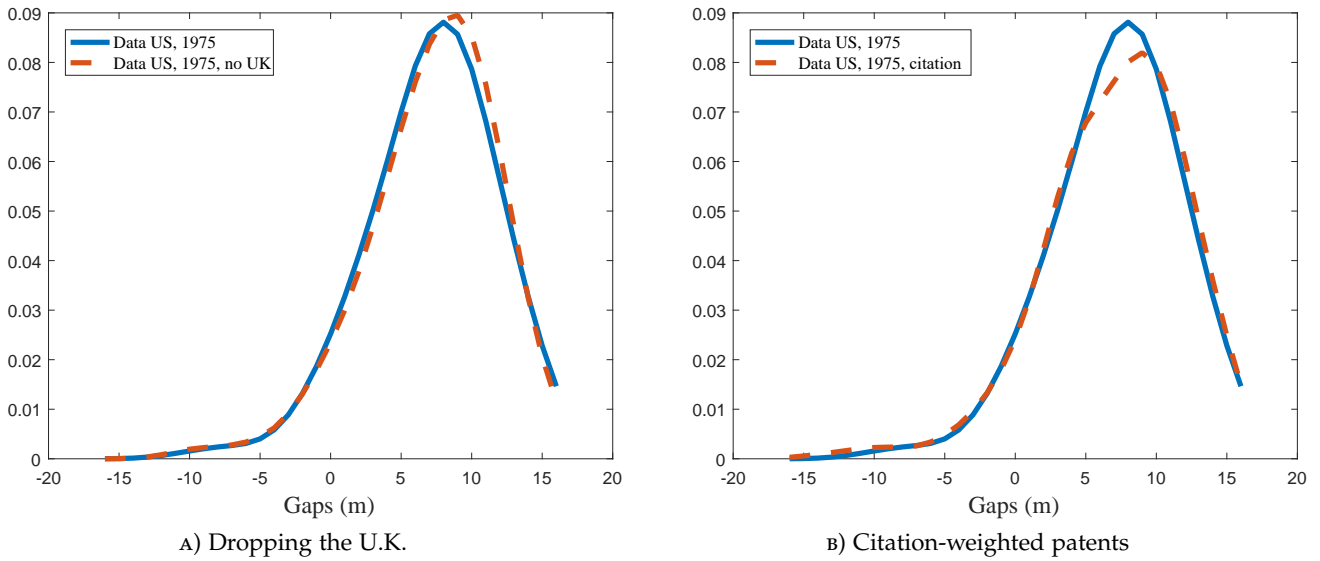 0.09
0.08
0.07
0.06
0.05
0.04
0.03
0.02
0.01
0
-20 -15 -10 -5 0 5 10 15 20
Data US, 1975
Data US, 1975, no UK
Gaps (m)
A) Dropping the U.K.
0.09
0.08
0.07
0.06
0.05
0.04
0.03
0.02
0.01
0
-20 -15 -10 -5 0 5 10 15 20
Data US, 1975
Data US, 1975, citation
Gaps (m)
B) Citation-weighted patents